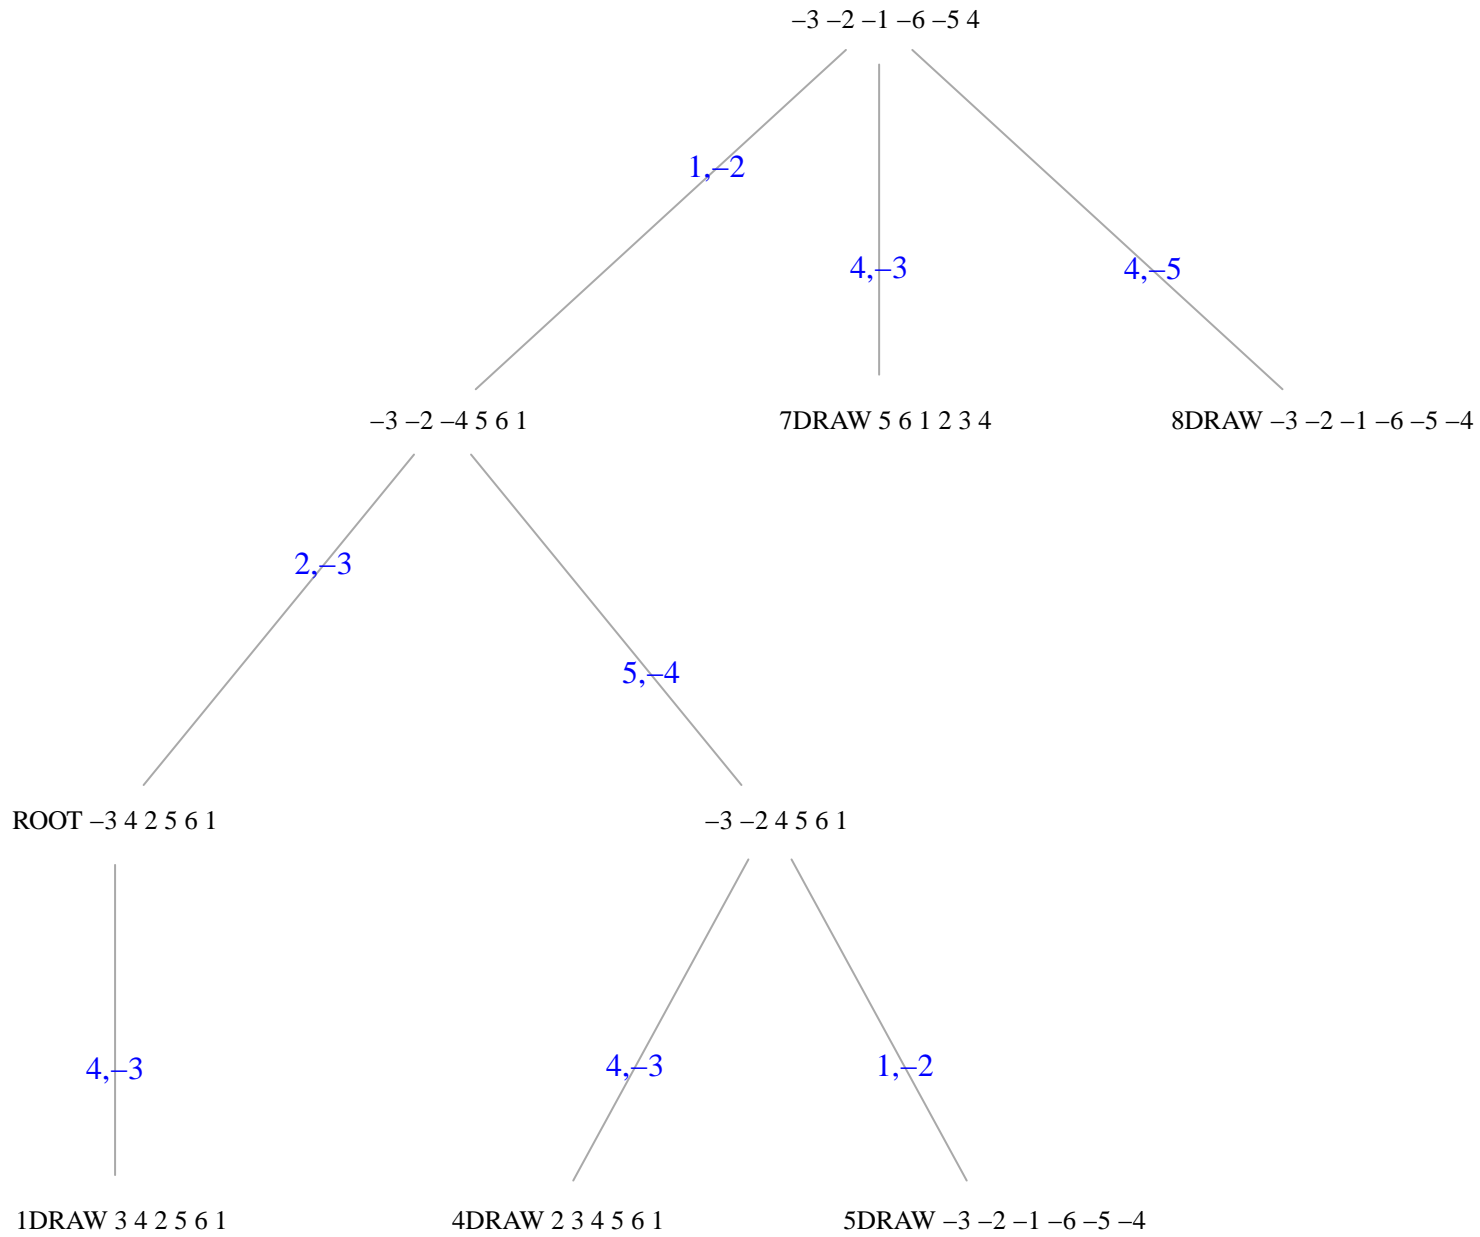 –3 –2 –1 –6 –5 4
1,–2
4,–3
4,–5
–3 –2 –4 5 6 1
7DRAW 5 6 1 2 3 4
8DRAW –3 –2 –1 –6 –5 –4
2,–3
5,–4
ROOT –3 4 2 5 6 1
–3 –2 4 5 6 1
4,–3
4,–3
1,–2
1DRAW 3 4 2 5 6 1
4DRAW 2 3 4 5 6 1
5DRAW –3 –2 –1 –6 –5 –4